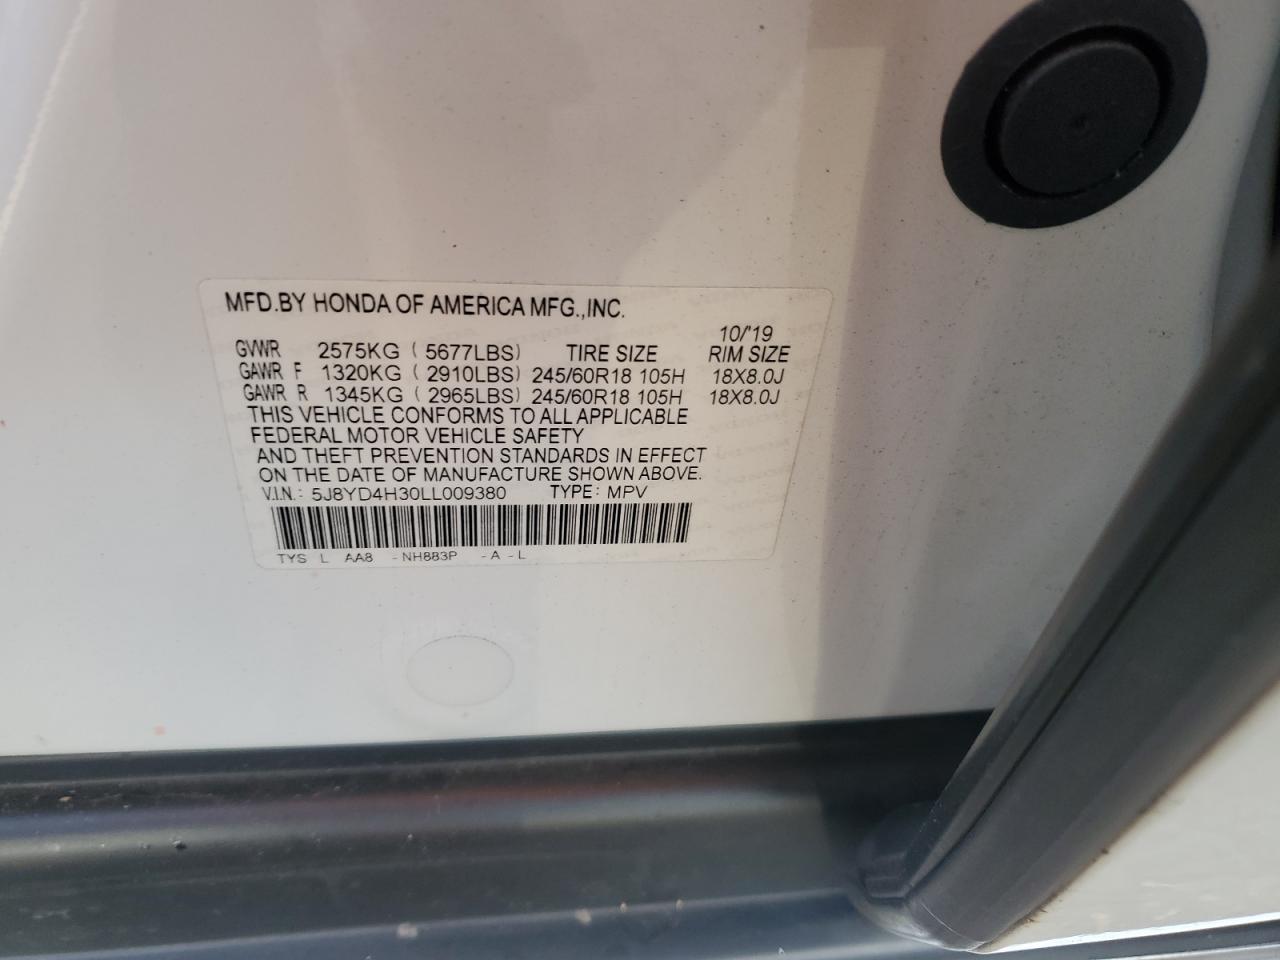 MFD.BY HONDA OF AMERICA MFG.,INC.
10/'19
GVWR 2575KG ( 5677LBS) TIRE SIZE RIM SIZE
GAWR F 1320KG ( 2910LBS) 245/60R18 105H 18X8.0J
GAWR R 1345KG ( 2965LBS) 245/60R18 105H 18X8.0J
THIS VEHICLE CONFORMS TO ALL APPLICABLE
FEDERAL MOTOR VEHICLE SAFETY
AND THEFT PREVENTION STANDARDS IN EFFECT
ON THE DATE OF MANUFACTURE SHOWN ABOVE.
V.I.N.: 5J8YD4H30LL009380 TYPE: MPV
TYS L AA8 -NH883P -A -L